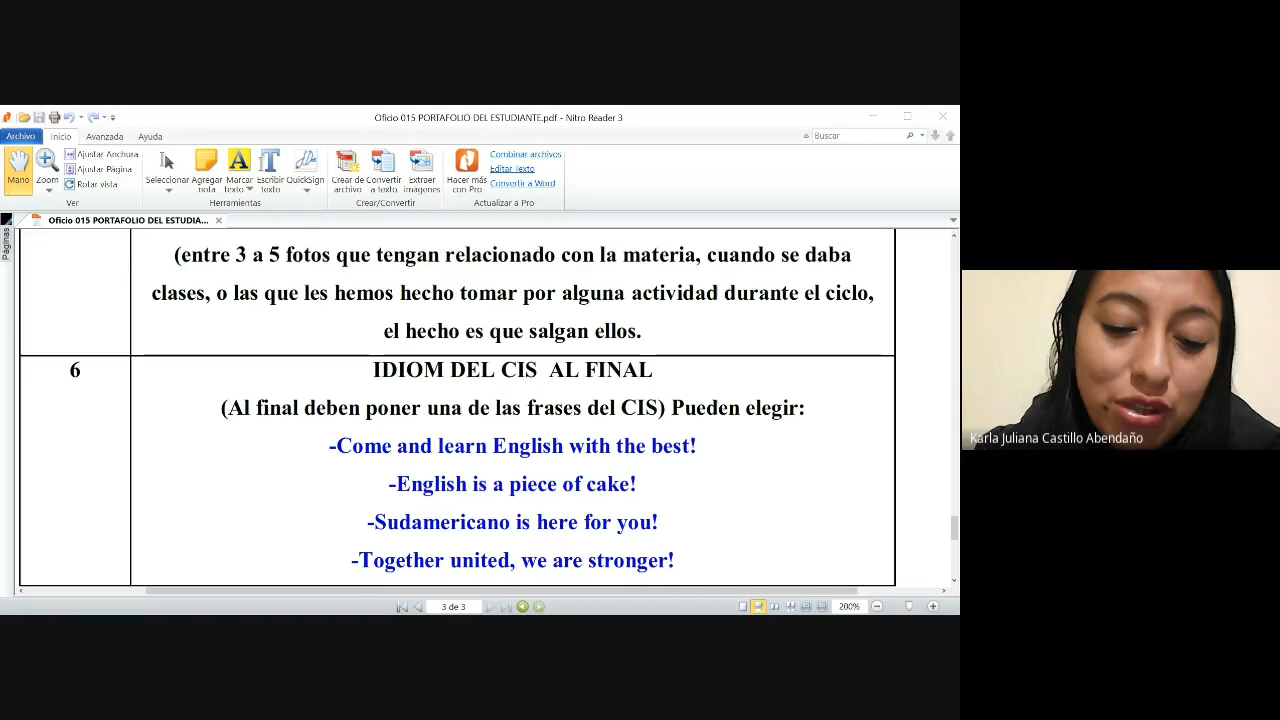 Oficio 015 PORTAFOLIO DEL ESTUDIANTE.pdf - Nitro Reader 3
Archivo Inicio Avanzada Ayuda
Buscar
Mano
Zoom
Ajustar Anchura
Ajustar Página
Rotar vista
Ver
Seleccionar
Agregar nota
Marcar texto
Escribir texto
QuickSign
Herramientas
Crear de archivo
Convertir a texto
Extraer imágenes
Crear/Convertir
Hacer más con Pro
Combinar archivos
Editar Texto
Convertir a Word
Actualizar a Pro
Oficio 015 PORTAFOLIO DEL ESTUDIA...
Páginas
(entre 3 a 5 fotos que tengan relacionado con la materia, cuando se daba
clases, o las que les hemos hecho tomar por alguna actividad durante el ciclo,
el hecho es que salgan ellos.
6
IDIOM DEL CIS AL FINAL
(Al final deben poner una de las frases del CIS) Pueden elegir:
-Come and learn English with the best!
-English is a piece of cake!
-Sudamericano is here for you!
-Together united, we are stronger!
3 de 3
200%
Karla Juliana Castillo Abendaño